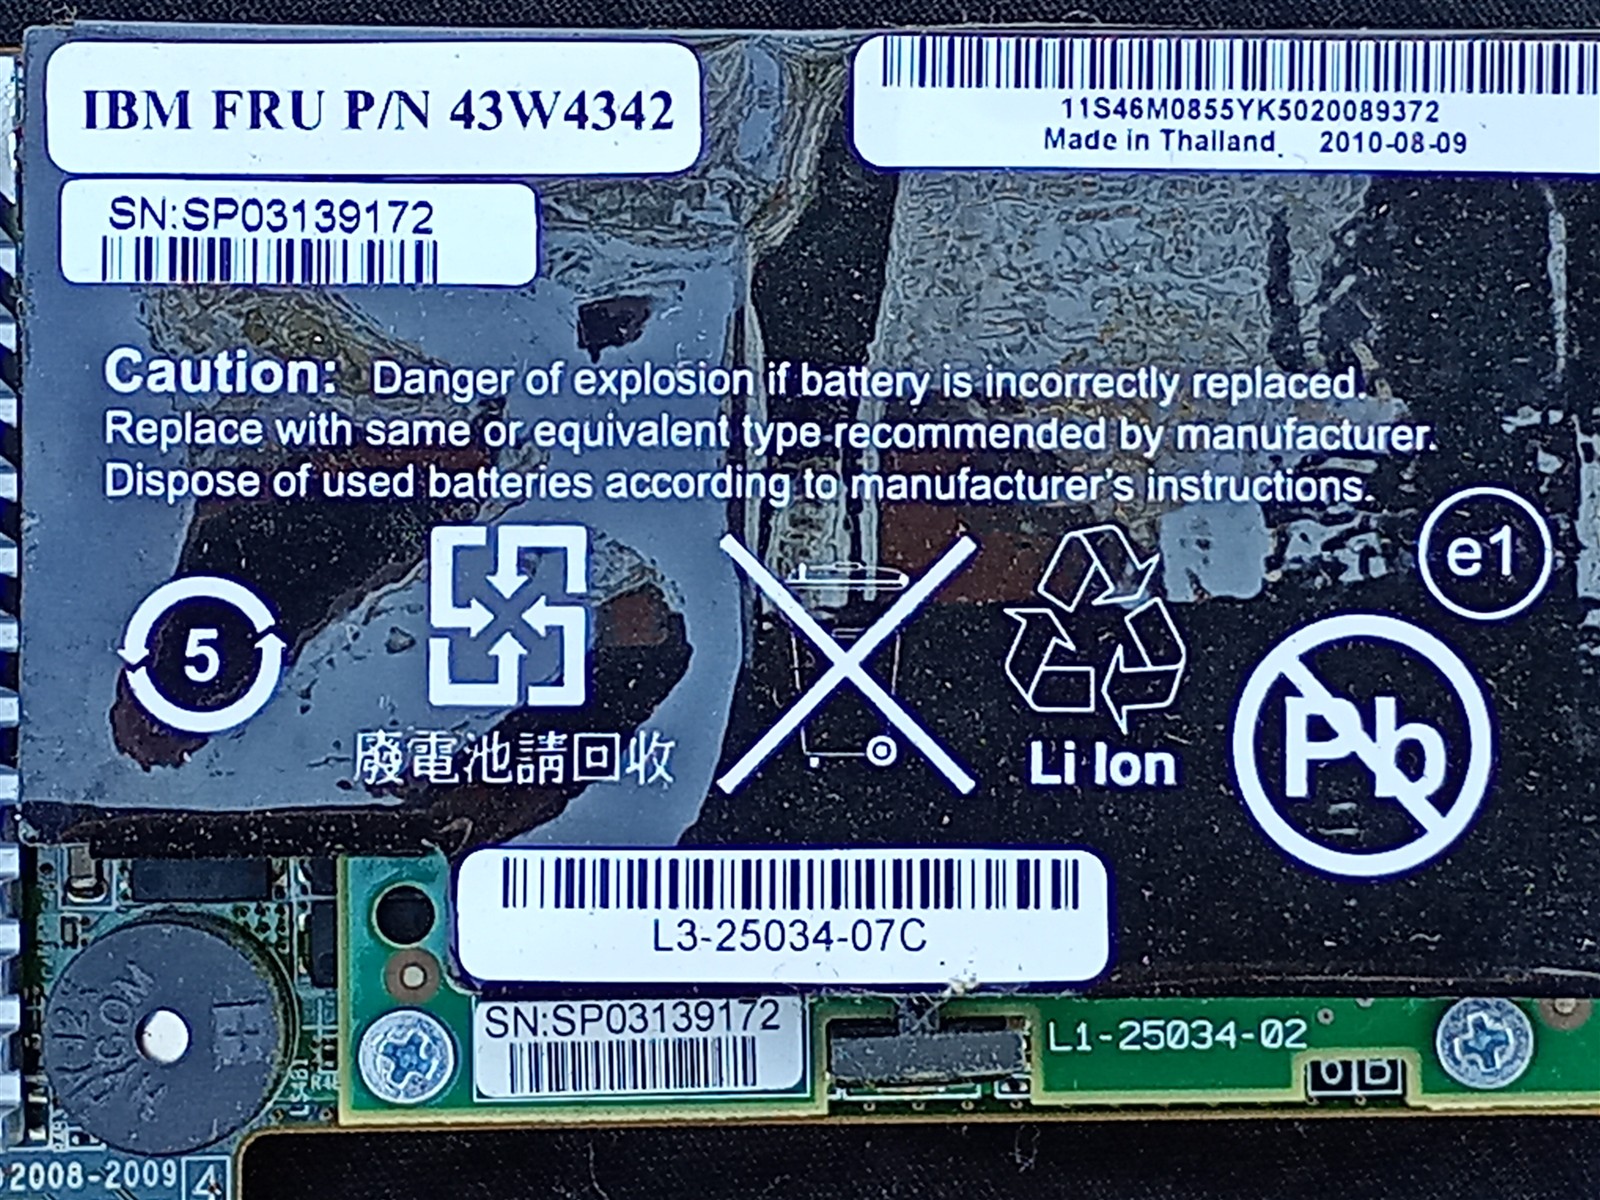 IBM FRU P/N 43W4342
11S46M0855YK5020089372
Made in Thailand 2010-08-09
SN:SP03139172
Caution: Danger of explosion if battery is incorrectly replaced.
Replace with same or equivalent type recommended by manufacturer.
Dispose of used batteries according to manufacturer's instructions.
e1
5
廢電池請回收
Li Ion
Pb
L3-25034-07C
SN:SP03139172
L1-25034-02
2008-2009 4